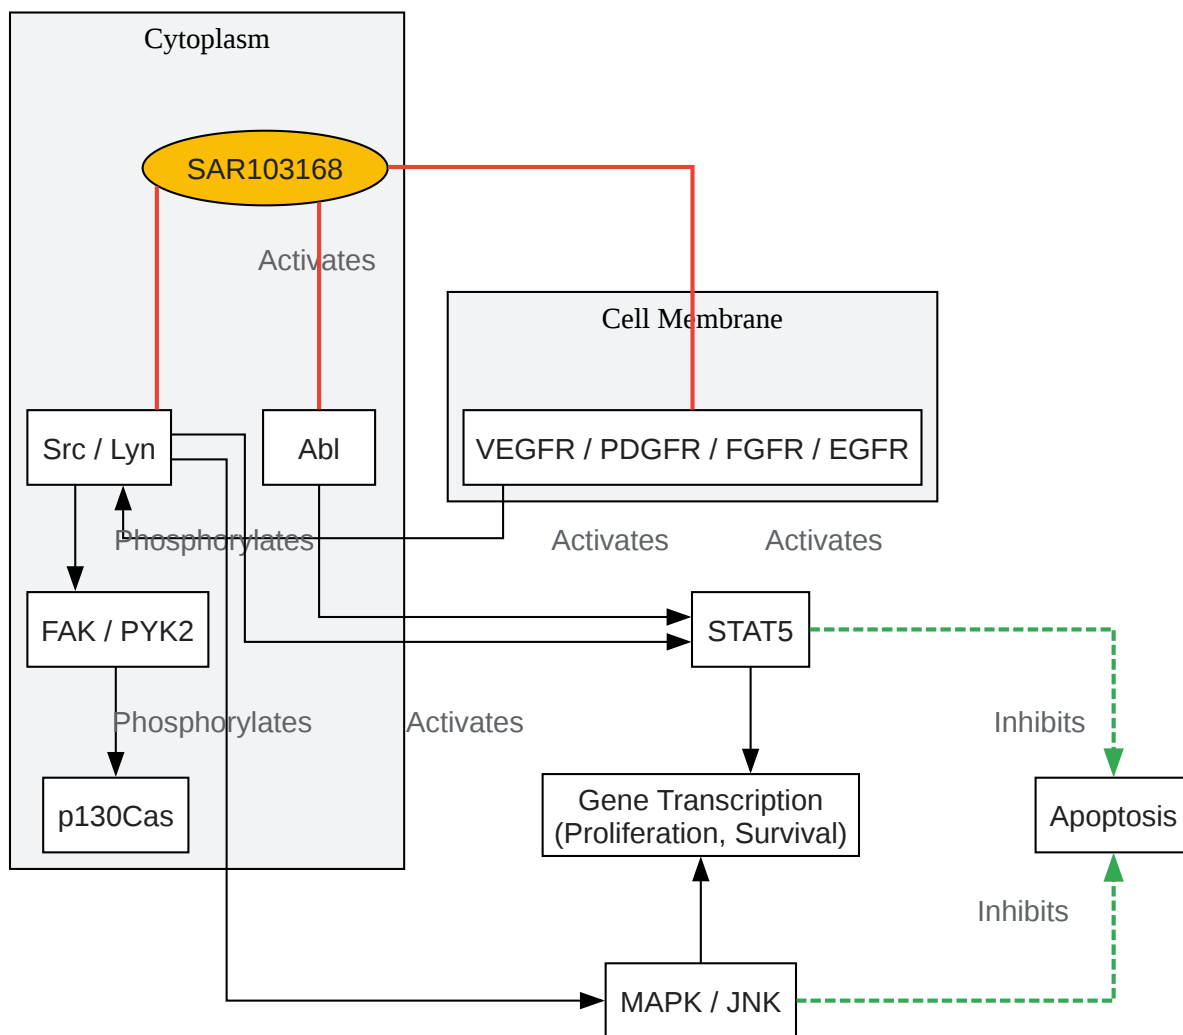 Cytoplasm
SAR103168
Activates
Cell Membrane
Src / Lyn
Abl
VEGFR / PDGFR / FGFR / EGFR
Phosphorylates
Activates
Activates
FAK / PYK2
STAT5
Phosphorylates
Activates
Inhibits
p130Cas
Gene Transcription
(Proliferation, Survival)
Apoptosis
Inhibits
MAPK / JNK